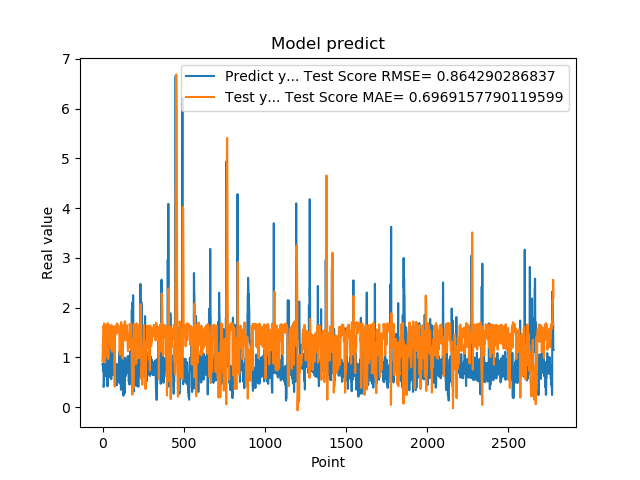 Model predict
Predict y... Test Score RMSE= 0.864290286837
Test y... Test Score MAE= 0.6969157790119599
Real value
7
6
5
4
3
2
1
0
0 500 1000 1500 2000 2500
Point